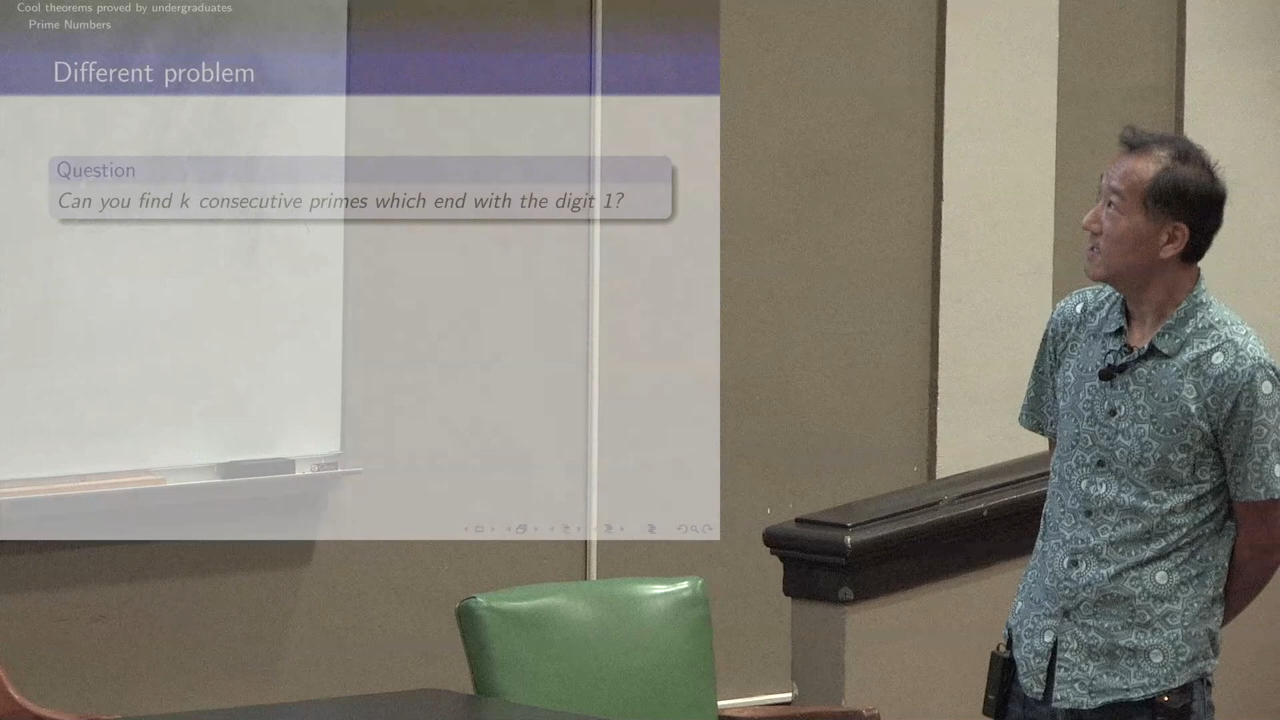 Cool theorems proved by undergraduates
Prime Numbers
Different problem
Question
Can you find k consecutive primes which end with the digit 1?